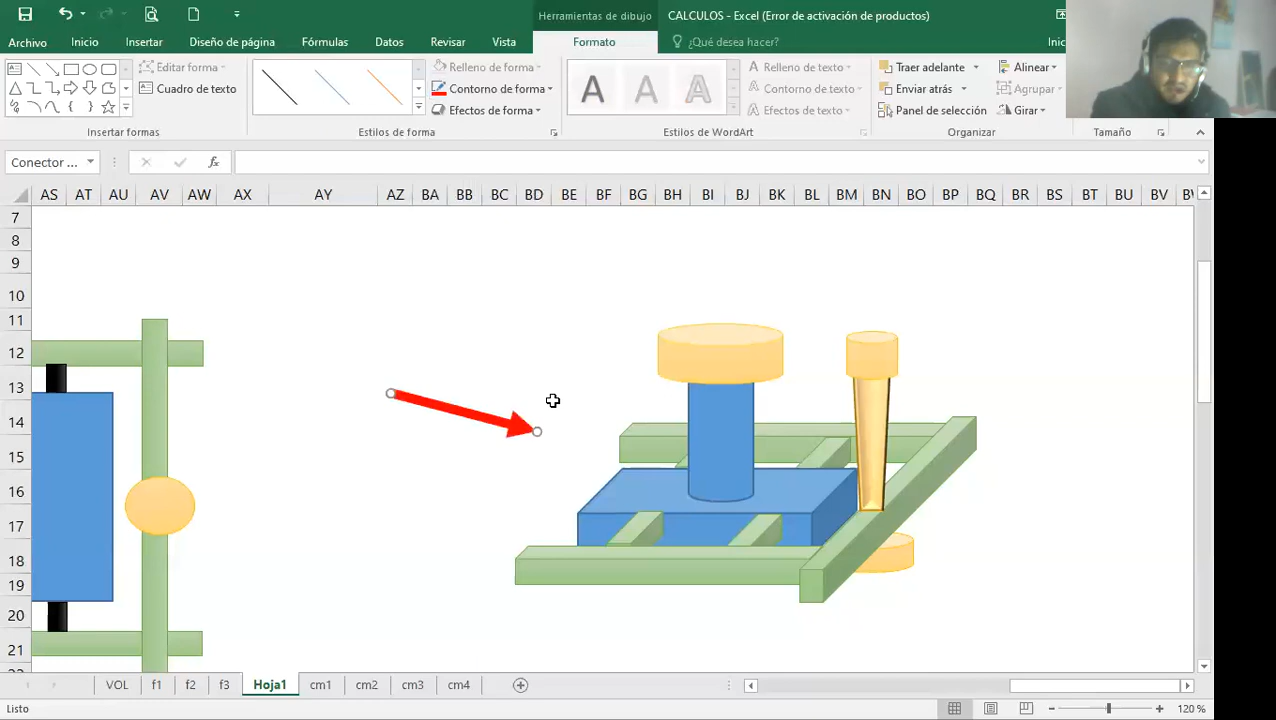 Herramientas de dibujo
CALCULOS - Excel (Error de activación de productos)
Archivo Inicio Insertar Diseño de página Fórmulas Datos Revisar Vista Formato ¿Qué desea hacer? Inic
Editar forma
Cuadro de texto
Relleno de forma
Contorno de forma
Efectos de forma
A A A
Relleno de texto
Contorno de texto
Efectos de texto
Traer adelante
Enviar atrás
Panel de selección
Alinear
Agrupar
Girar
Insertar formas Estilos de forma Estilos de WordArt Organizar Tamaño
Conector ... fx
AS AT AU AV AW AX AY AZ BA BB BC BD BE BF BG BH BI BJ BK BL BM BN BO BP BQ BR BS BT BU BV
7
8
9
10
11
12
13
14
15
16
17
18
19
20
21
VOL f1 f2 f3 Hoja1 cm1 cm2 cm3 cm4
Listo 120 %